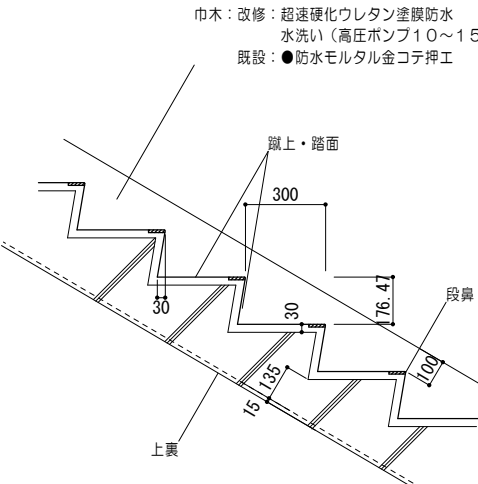 巾木：改修：超速硬化ウレタン塗膜防水
水洗い（高圧ポンプ１０～１５
既設：●防水モルタル金コテ押エ
蹴上・踏面
300
176.47
30
30
段鼻
100
135
15
上裏